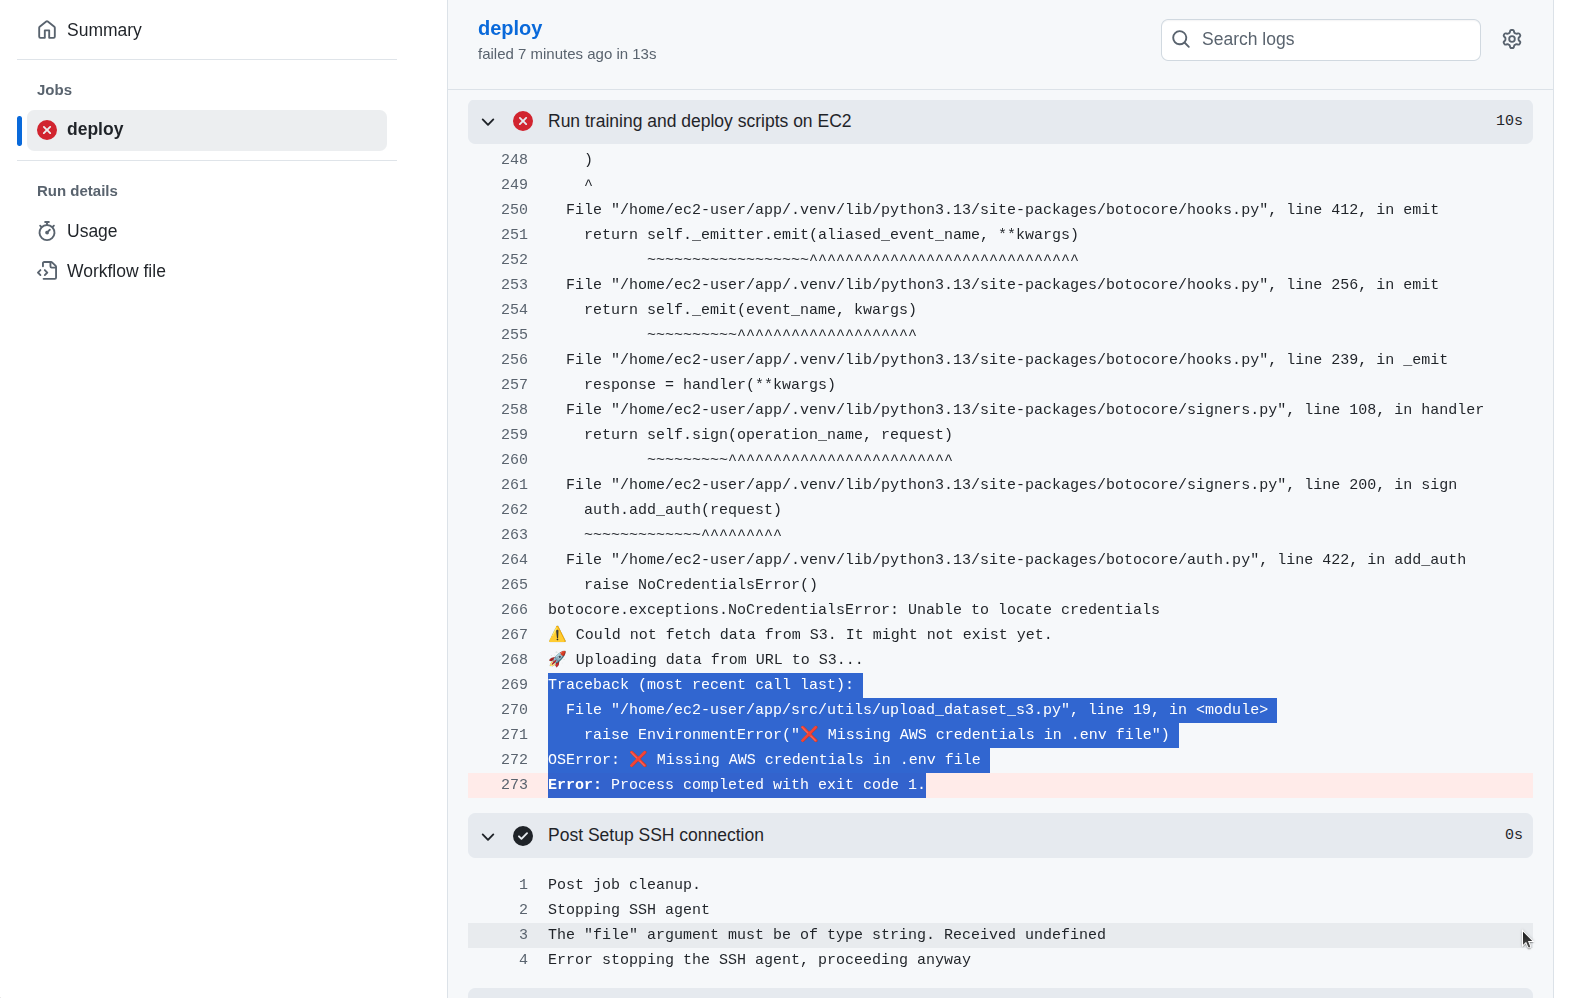 Summary
Jobs
deploy
Run details
Usage
Workflow file
deploy
failed 7 minutes ago in 13s
Search logs
Run training and deploy scripts on EC2 10s
248 )
249 ^
250 File "/home/ec2-user/app/.venv/lib/python3.13/site-packages/botocore/hooks.py", line 412, in emit
251 return self._emitter.emit(aliased_event_name, **kwargs)
252 ~~~~~~~~~~~~~~~~~~^^^^^^^^^^^^^^^^^^^^^^^^^^^^^^
253 File "/home/ec2-user/app/.venv/lib/python3.13/site-packages/botocore/hooks.py", line 256, in emit
254 return self._emit(event_name, kwargs)
255 ~~~~~~~~~~^^^^^^^^^^^^^^^^^^^^
256 File "/home/ec2-user/app/.venv/lib/python3.13/site-packages/botocore/hooks.py", line 239, in _emit
257 response = handler(**kwargs)
258 File "/home/ec2-user/app/.venv/lib/python3.13/site-packages/botocore/signers.py", line 108, in handler
259 return self.sign(operation_name, request)
260 ~~~~~~~~~^^^^^^^^^^^^^^^^^^^^^^^^^
261 File "/home/ec2-user/app/.venv/lib/python3.13/site-packages/botocore/signers.py", line 200, in sign
262 auth.add_auth(request)
263 ~~~~~~~~~~~~~^^^^^^^^^
264 File "/home/ec2-user/app/.venv/lib/python3.13/site-packages/botocore/auth.py", line 422, in add_auth
265 raise NoCredentialsError()
266 botocore.exceptions.NoCredentialsError: Unable to locate credentials
267 ⚠️ Could not fetch data from S3. It might not exist yet.
268 🚀 Uploading data from URL to S3...
269 Traceback (most recent call last):
270 File "/home/ec2-user/app/src/utils/upload_dataset_s3.py", line 19, in <module>
271 raise EnvironmentError("❌ Missing AWS credentials in .env file")
272 OSError: ❌ Missing AWS credentials in .env file
273 Error: Process completed with exit code 1.
Post Setup SSH connection 0s
1 Post job cleanup.
2 Stopping SSH agent
3 The "file" argument must be of type string. Received undefined
4 Error stopping the SSH agent, proceeding anyway